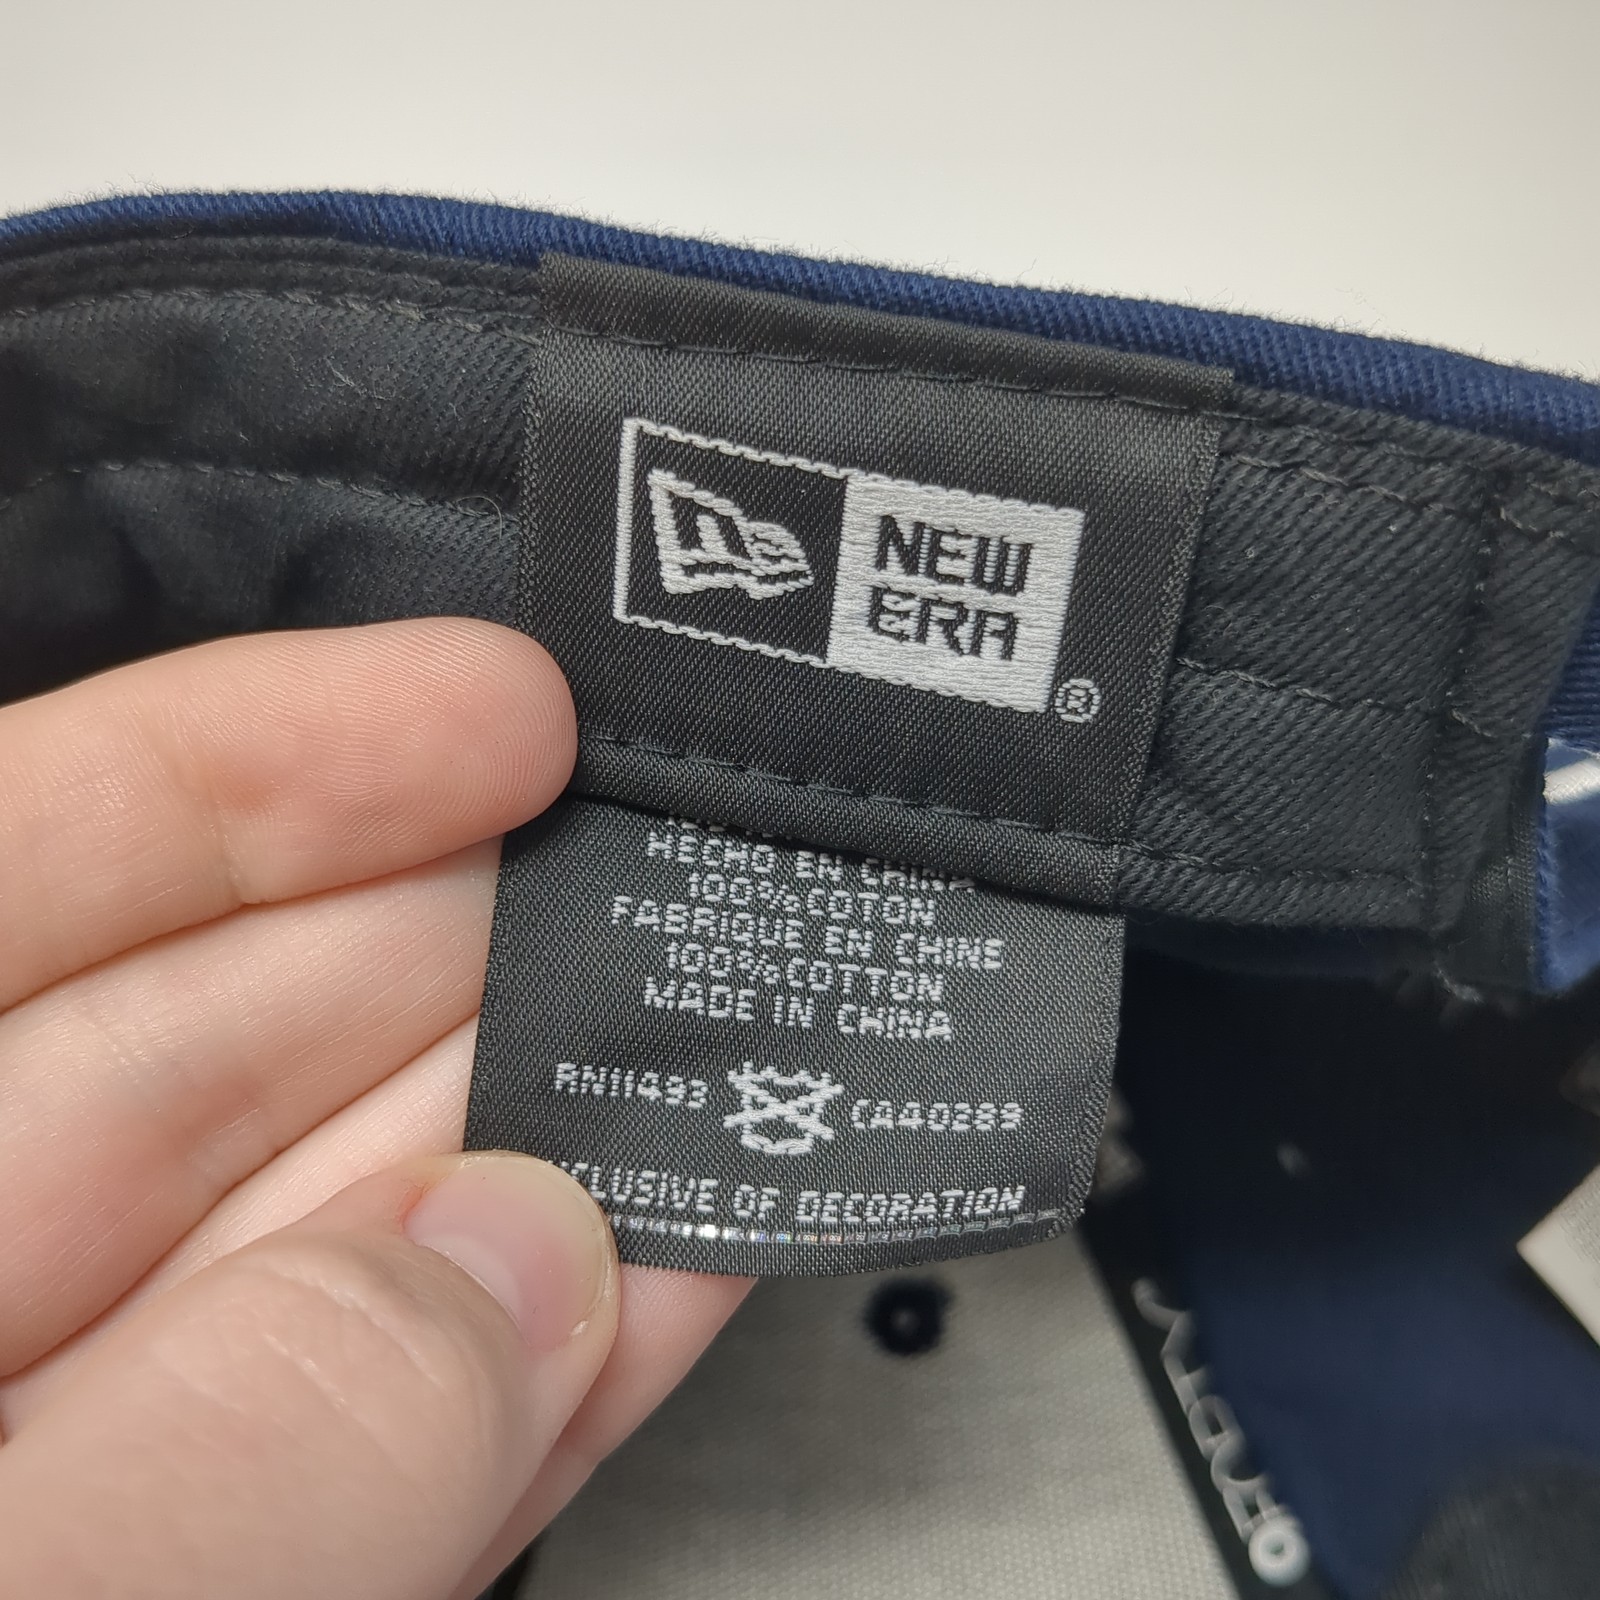 NEW
ERA
®
HECHO EN CHINA
100% COTON
FABRIQUE EN CHINE
100% COTTON
MADE IN CHINA
RN11493 CA40289
EXCLUSIVE OF DECORATION